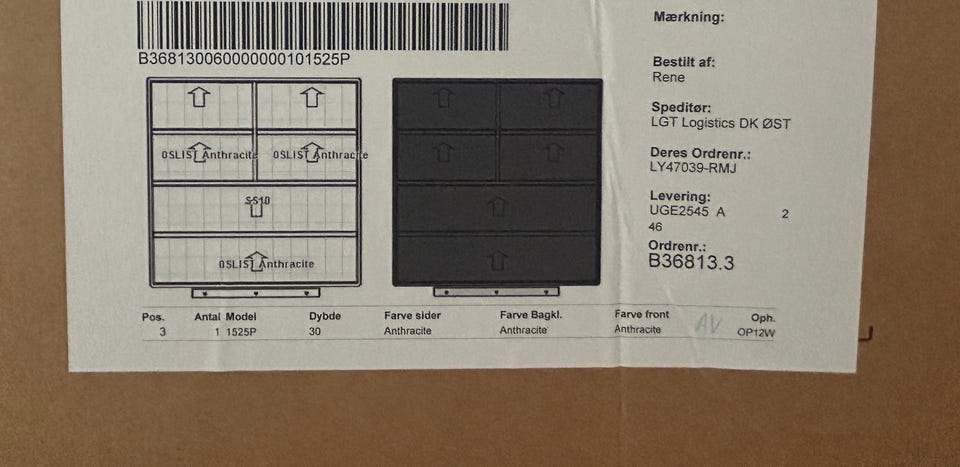 Mærkning:
B368130060000000101525P
Bestilt af:
Rene
Speditør:
LGT Logistics DK ØST
OSLIST Anthracite OSLIST Anthracite
Deres Ordrenr.:
LY47039-RMJ
SS10
Levering:
UGE2545 A 2
46
OSLIST Anthracite
Ordrenr.:
B36813.3
Pos. Antal Model Dybde Farve sider Farve Bagkl. Farve front Oph.
3 1 1525P 30 Anthracite Anthracite Anthracite AV OP12W